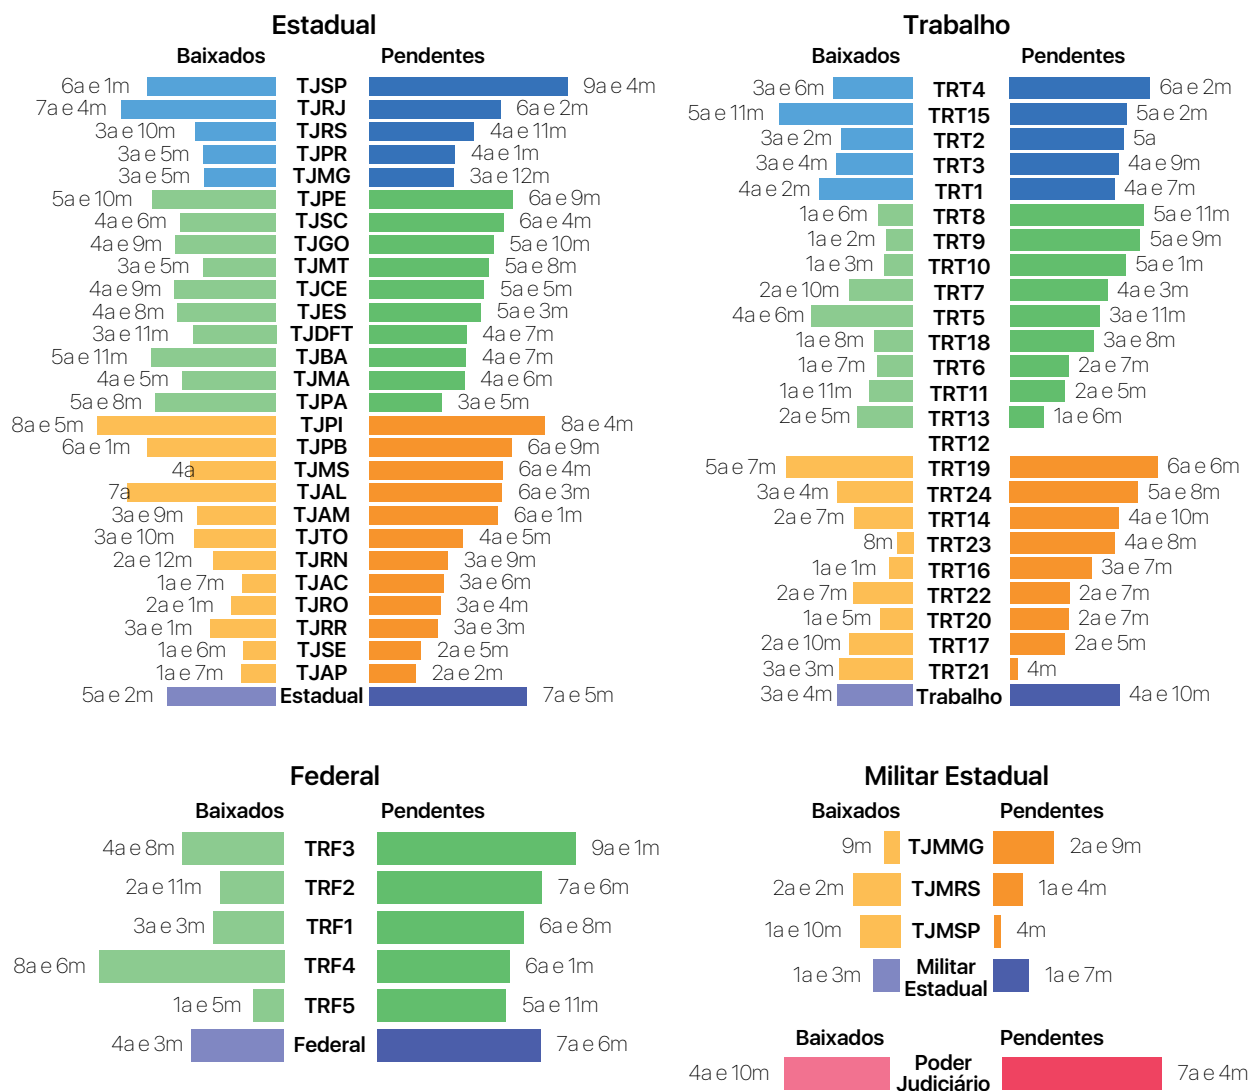 Estadual
Baixados Pendentes
6a e 1m TJSP 9a e 4m
7a e 4m TJRJ 6a e 2m
3a e 10m TJRS 4a e 11m
3a e 5m TJPR 4a e 1m
3a e 5m TJMG 3a e 12m
5a e 10m TJPE 6a e 9m
4a e 6m TJSC 6a e 4m
4a e 9m TJGO 5a e 10m
3a e 5m TJMT 5a e 8m
4a e 9m TJCE 5a e 5m
4a e 8m TJES 5a e 3m
3a e 11m TJDFT 4a e 7m
5a e 11m TJBA 4a e 7m
4a e 5m TJMA 4a e 6m
5a e 8m TJPA 3a e 5m
8a e 5m TJPI 8a e 4m
6a e 1m TJPB 6a e 9m
4a TJMS 6a e 4m
7a TJAL 6a e 3m
3a e 9m TJAM 6a e 1m
3a e 10m TJTO 4a e 5m
2a e 12m TJRN 3a e 9m
1a e 7m TJAC 3a e 6m
2a e 1m TJRO 3a e 4m
3a e 1m TJRR 3a e 3m
1a e 6m TJSE 2a e 5m
1a e 7m TJAP 2a e 2m
5a e 2m Estadual 7a e 5m
Trabalho
Baixados Pendentes
3a e 6m TRT4 6a e 2m
5a e 11m TRT15 5a e 2m
3a e 2m TRT2 5a
3a e 4m TRT3 4a e 9m
4a e 2m TRT1 4a e 7m
1a e 6m TRT8 5a e 11m
1a e 2m TRT9 5a e 9m
1a e 3m TRT10 5a e 1m
2a e 10m TRT7 4a e 3m
4a e 6m TRT5 3a e 11m
1a e 8m TRT18 3a e 8m
1a e 7m TRT6 2a e 7m
1a e 11m TRT11 2a e 5m
2a e 5m TRT13 1a e 6m
TRT12
5a e 7m TRT19 6a e 6m
3a e 4m TRT24 5a e 8m
2a e 7m TRT14 4a e 10m
8m TRT23 4a e 8m
1a e 1m TRT16 3a e 7m
2a e 7m TRT22 2a e 7m
1a e 5m TRT20 2a e 7m
2a e 10m TRT17 2a e 5m
3a e 3m TRT21 4m
3a e 4m Trabalho 4a e 10m
Federal
Baixados Pendentes
4a e 8m TRF3 9a e 1m
2a e 11m TRF2 7a e 6m
3a e 3m TRF1 6a e 8m
8a e 6m TRF4 6a e 1m
1a e 5m TRF5 5a e 11m
4a e 3m Federal 7a e 6m
Militar Estadual
Baixados Pendentes
9m TJMMG 2a e 9m
2a e 2m TJMRS 1a e 4m
1a e 10m TJMSP 4m
1a e 3m Militar 1a e 7m
Estadual
Baixados Pendentes
4a e 10m Poder 7a e 4m
Judiciário